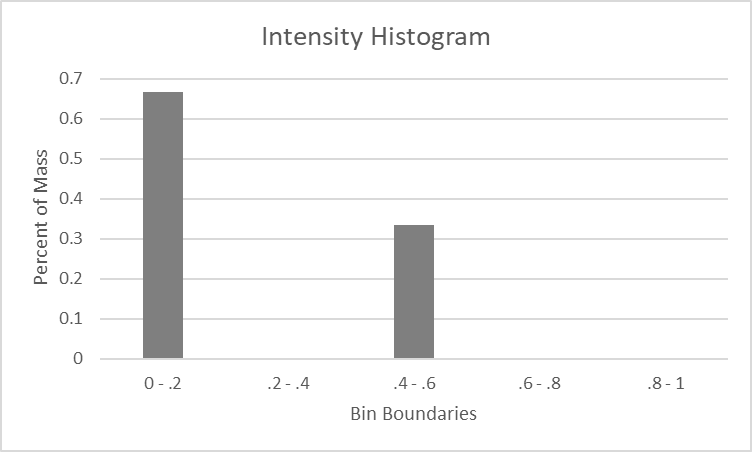 Intensity Histogram
0.7
0.6
0.5
0.4
0.3
0.2
0.1
0
Percent of Mass
0 - .2
.2 - .4
.4 - .6
.6 - .8
.8 - 1
Bin Boundaries